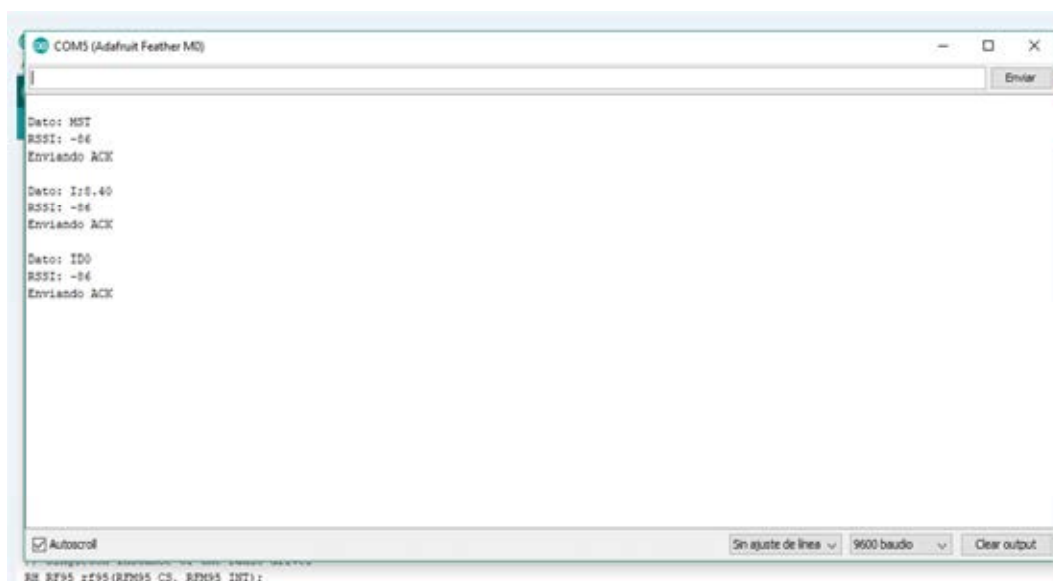 COM5 (Adafruit Feather M0)
Enviar
Dato: MST
RSSI: -86
Enviando ACK
Dato: I:8.40
RSSI: -86
Enviando ACK
Dato: ID0
RSSI: -86
Enviando ACK
Autoscroll
Sin ajuste de línea
9600 baudio
Clear output
RH_RF95 rf95(RFM95_CS, RFM95_INT);